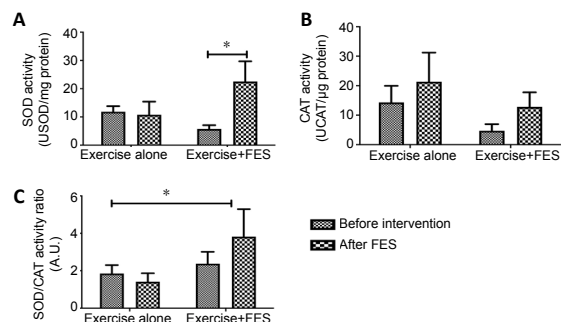 A
SOD activity
(USOD/mg protein)
40
30
20
10
0
*
Exercise alone
Exercise+FES
B
CAT activity
(UCAT/μg protein)
40
30
20
10
0
Exercise alone
Exercise+FES
C
SOD/CAT activity ratio
(A.U.)
6
4
2
0
*
Exercise alone
Exercise+FES
Before intervention
After FES